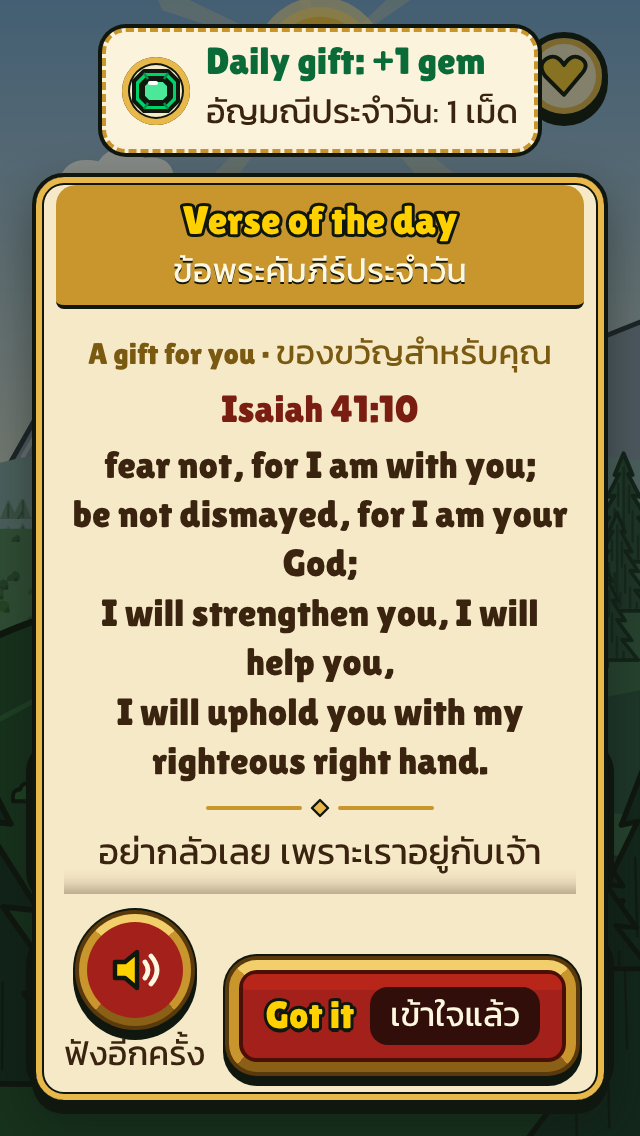 Daily gift: +1 gem
อัญมณีประจำวัน: 1 เม็ด
Verse of the day
ข้อพระคัมภีร์ประจำวัน
A gift for you · ของขวัญสำหรับคุณ
Isaiah 41:10
fear not, for I am with you;
be not dismayed, for I am your
God;
I will strengthen you, I will
help you,
I will uphold you with my
righteous right hand.
อย่ากลัวเลย เพราะเราอยู่กับเจ้า
Got it เข้าใจแล้ว
ฟังอีกครั้ง